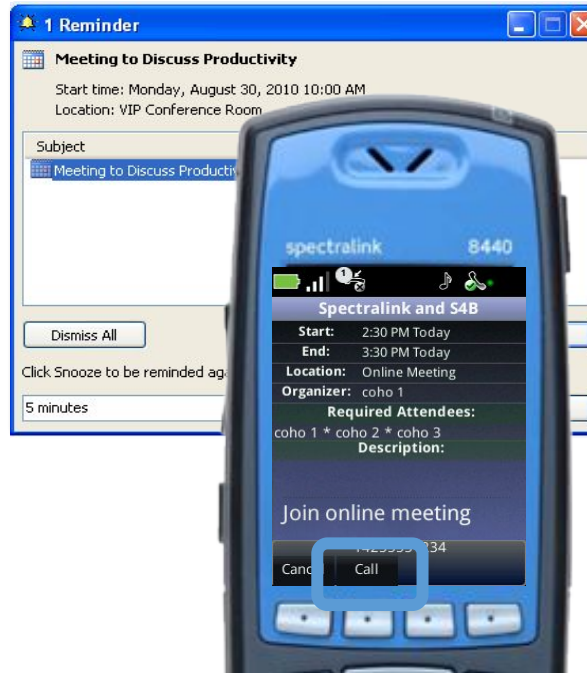 1 Reminder
Meeting to Discuss Productivity
Start time: Monday, August 30, 2010 10:00 AM
Location: VIP Conference Room
Subject
Meeting to Discuss
Dismiss All
Click Snooze to be reminded
5 minutes
spectralink 8440
1
Spectralink and S4B
Start: 2:30 PM Today
End: 3:30 PM Today
Location: Online Meeting
Organizer: coho 1
Required Attendees:
coho 1 * coho 2 * coho 3
Description:
Join online meeting
Call